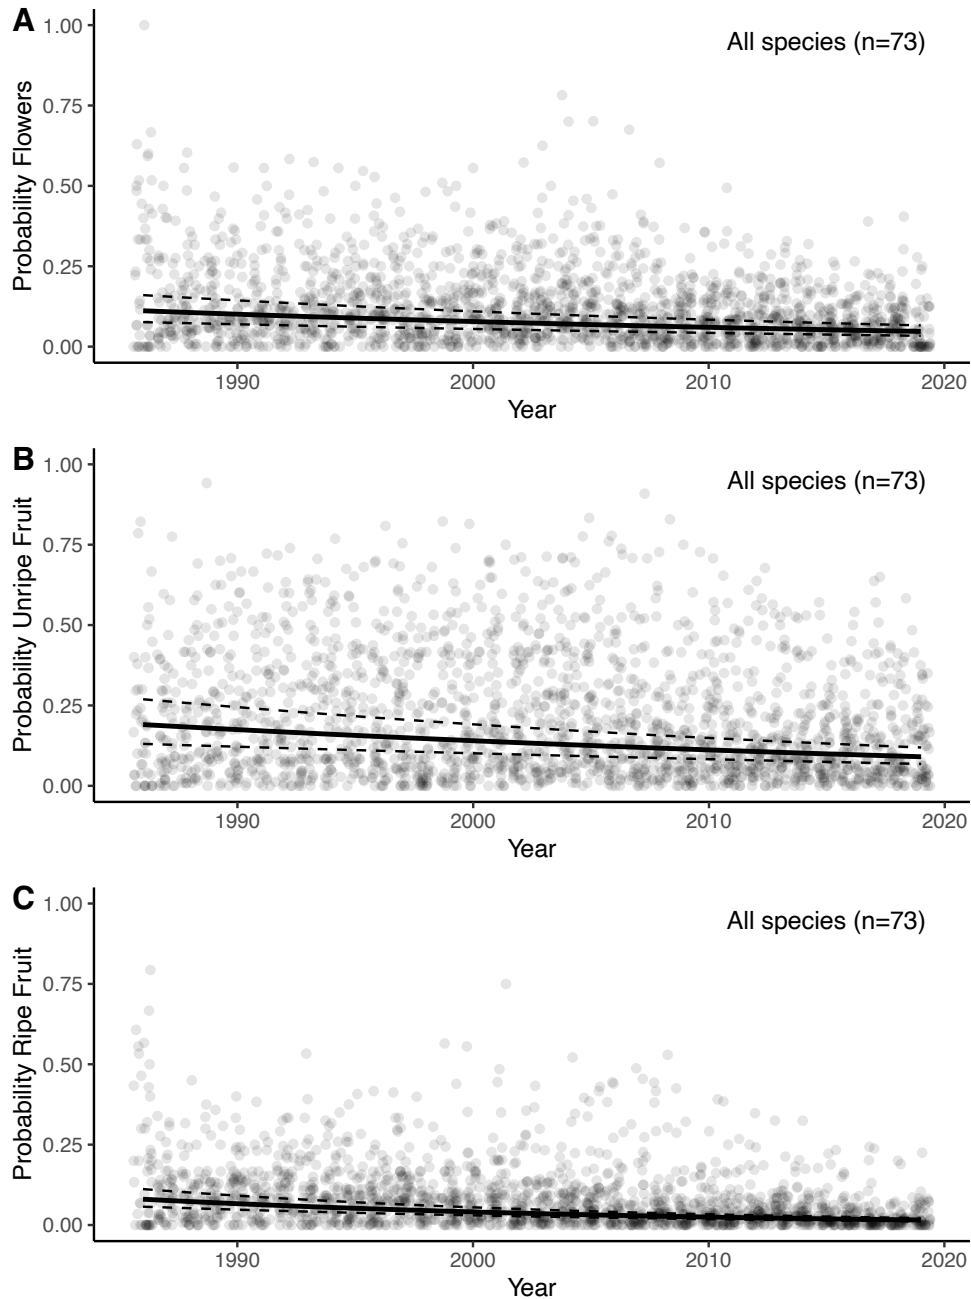 A
All species (n=73)
Probability Flowers
1.00
0.75
0.50
0.25
0.00
1990 2000 2010 2020
Year
B
All species (n=73)
Probability Unripe Fruit
1.00
0.75
0.50
0.25
0.00
1990 2000 2010 2020
Year
C
All species (n=73)
Probability Ripe Fruit
1.00
0.75
0.50
0.25
0.00
1990 2000 2010 2020
Year